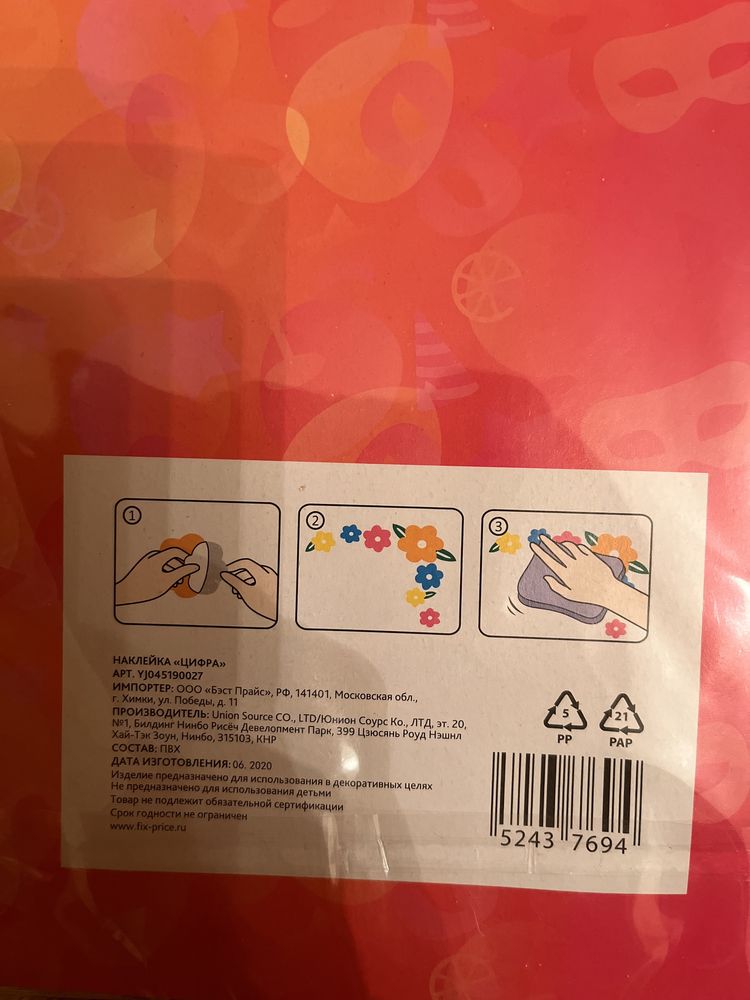 1
2
3
НАКЛЕЙКА «ЦИФРА»
АРТ. YJ045190027
ИМПОРТЕР: ООО «Бэст Прайс», РФ, 141401, Московская обл.,
г. Химки, ул. Победы, д. 11
ПРОИЗВОДИТЕЛЬ: Union Source CO., LTD/Юнион Соурс Ко., ЛТД, эт. 20,
№1, Билдинг Нинбо Рисёч Девелопмент Парк, 399 Цзюсянь Роуд Нэшнл
Хай-Тэк Зоун, Нинбо, 315103, КНР
СОСТАВ: ПВХ
ДАТА ИЗГОТОВЛЕНИЯ: 06. 2020
Изделие предназначено для использования в декоративных целях
Не предназначено для использования детьми
Товар не подлежит обязательной сертификации
Срок годности не ограничен
www.fix-price.ru
5 21
PP PAP
5243 7694